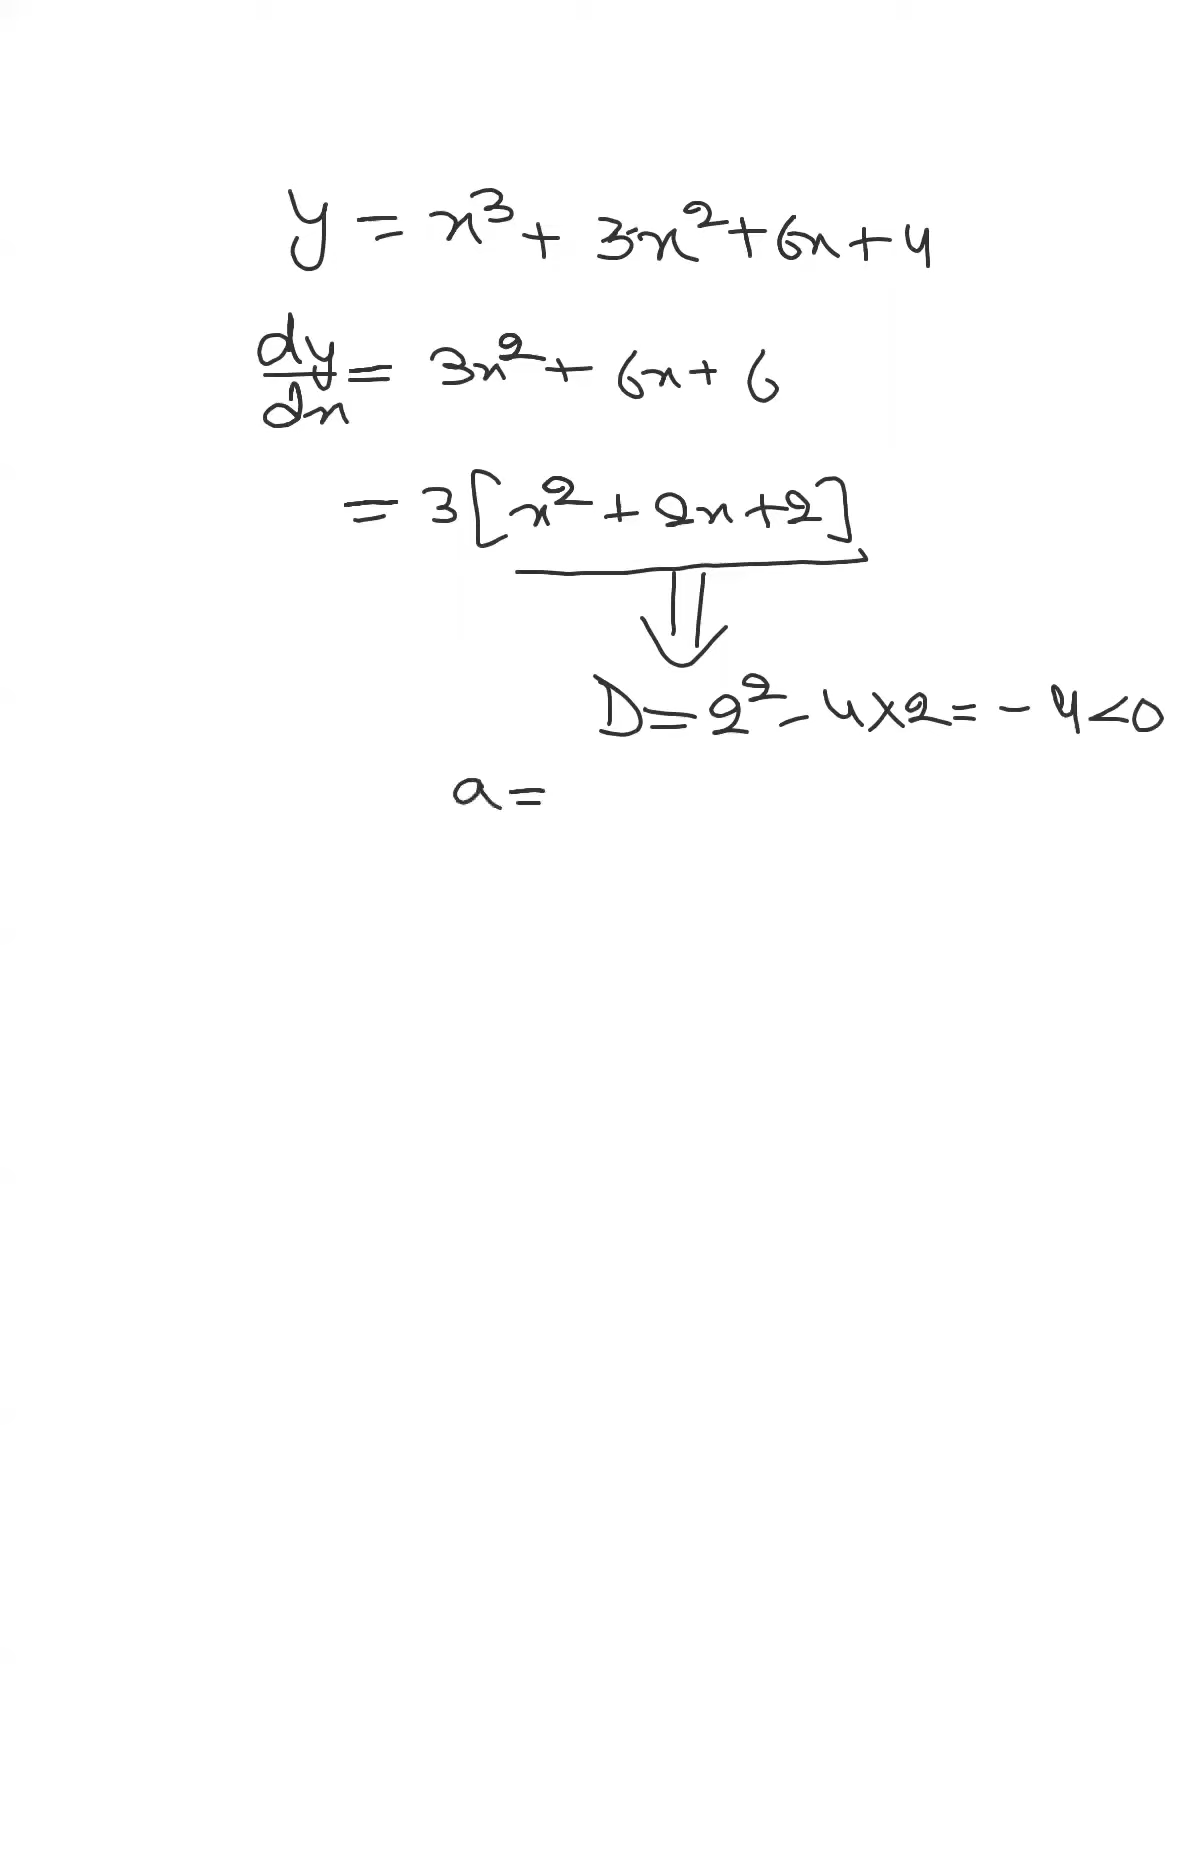 y = x³ + 3x² + 6x + 4
dy/dx = 3x² + 6x + 6
= 3[x² + 2x + 2]
D = 2² - 4×2 = -4 < 0
a =